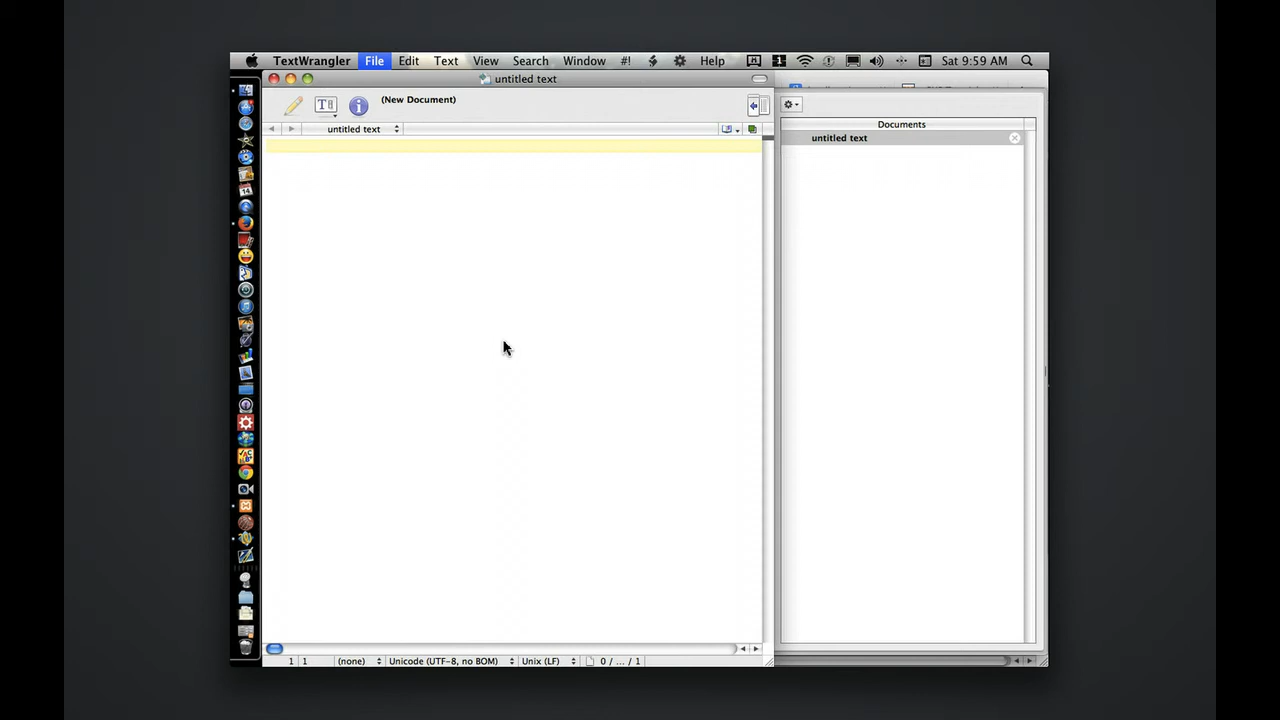 TextWrangler File Edit Text View Search Window #! Help Sat 9:59 AM
untitled text
(New Document)
untitled text
Documents
untitled text
1 1 (none) Unicode (UTF-8, no BOM) Unix (LF) 0 / ... / 1